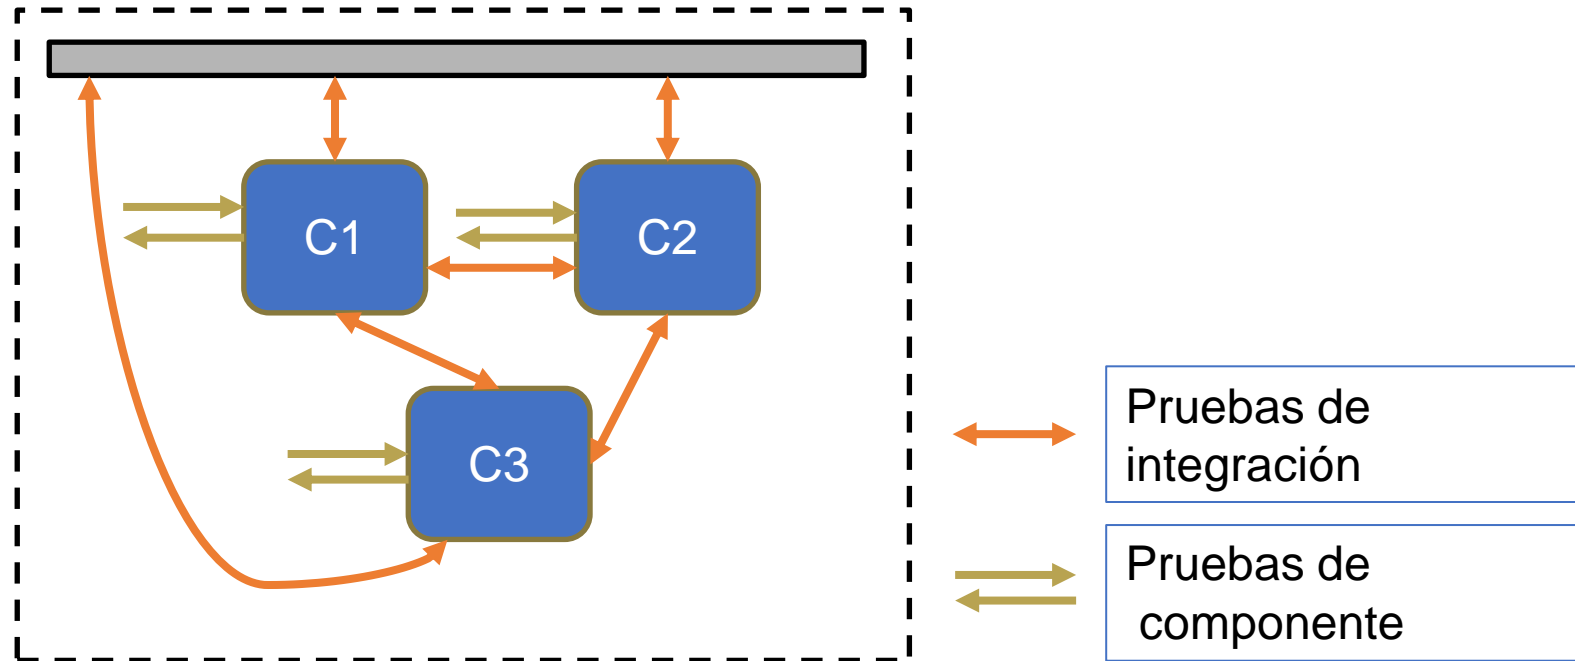 C1
C2
C3
Pruebas de
integración
Pruebas de
componente